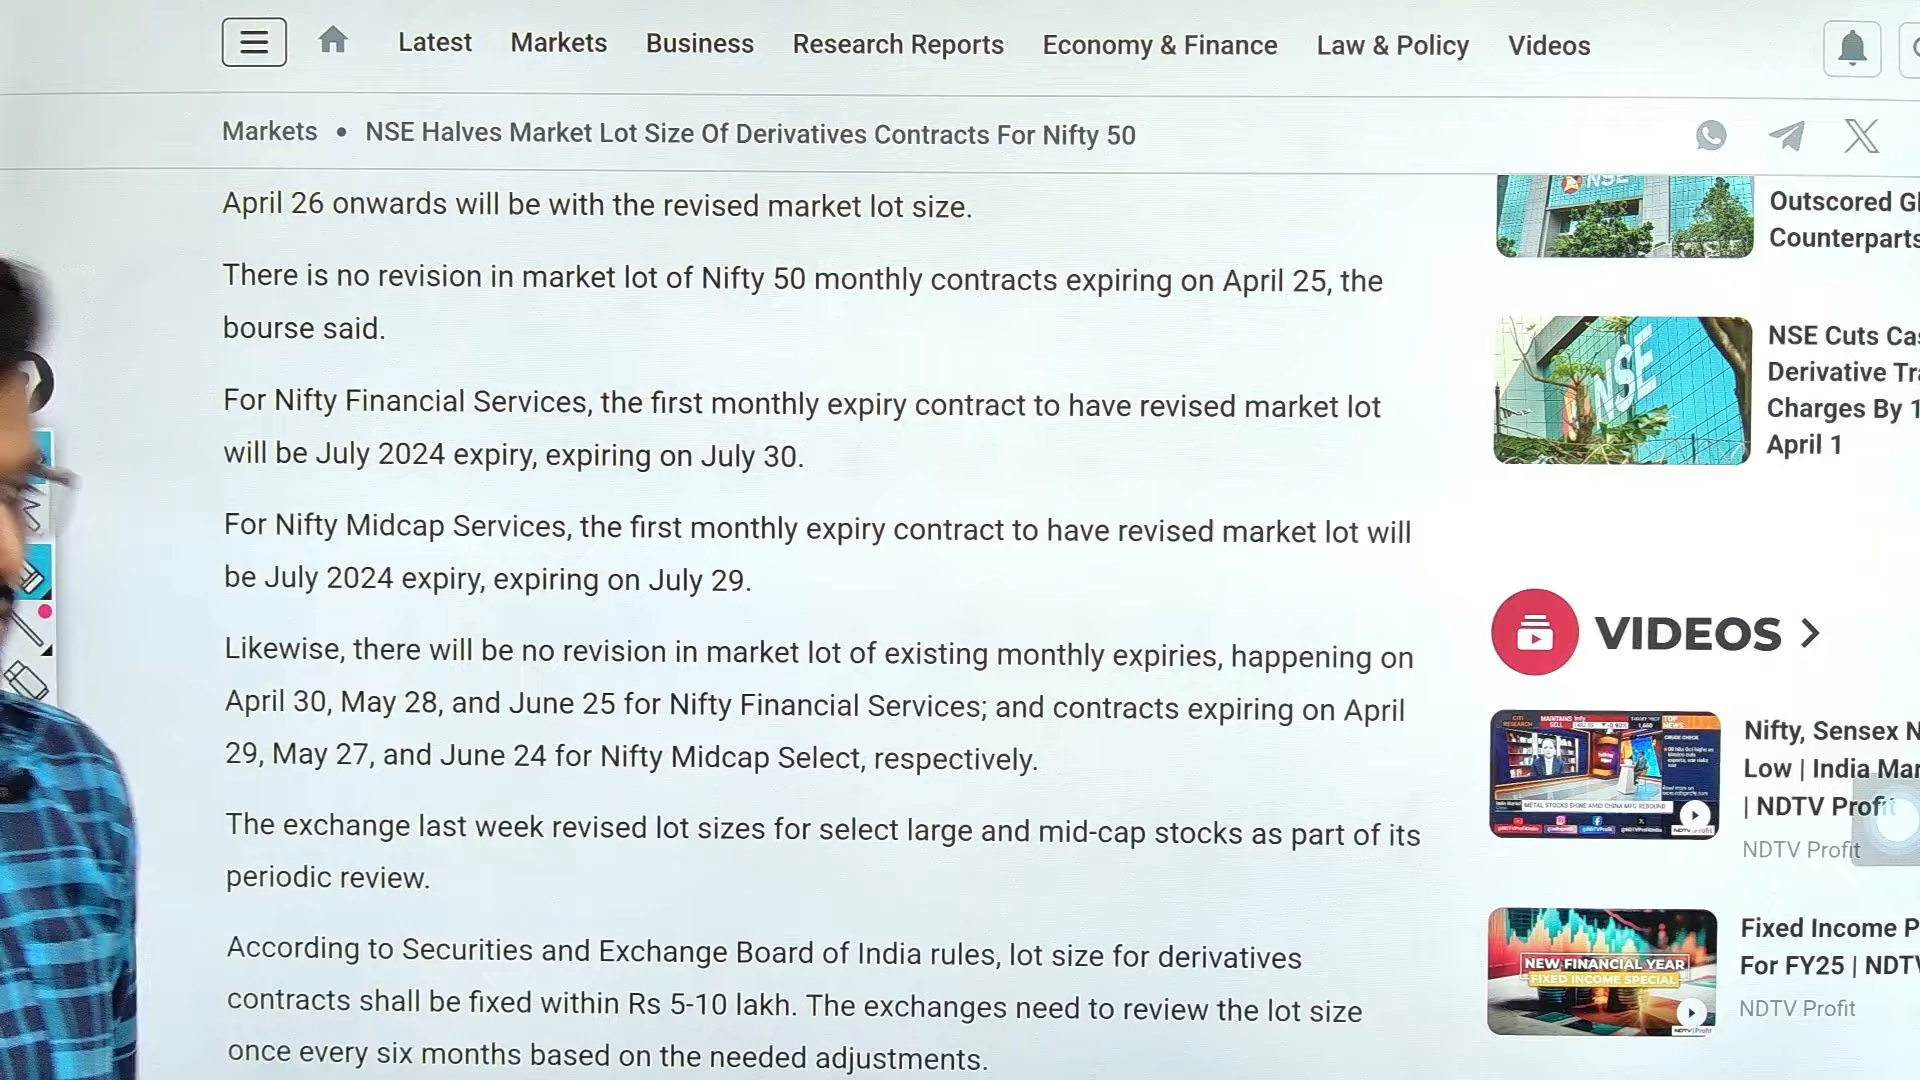 Latest Markets Business Research Reports Economy & Finance Law & Policy Videos
Markets • NSE Halves Market Lot Size Of Derivatives Contracts For Nifty 50
April 26 onwards will be with the revised market lot size.
There is no revision in market lot of Nifty 50 monthly contracts expiring on April 25, the
bourse said.
For Nifty Financial Services, the first monthly expiry contract to have revised market lot
will be July 2024 expiry, expiring on July 30.
For Nifty Midcap Services, the first monthly expiry contract to have revised market lot will
be July 2024 expiry, expiring on July 29.
Likewise, there will be no revision in market lot of existing monthly expiries, happening on
April 30, May 28, and June 25 for Nifty Financial Services; and contracts expiring on April
29, May 27, and June 24 for Nifty Midcap Select, respectively.
The exchange last week revised lot sizes for select large and mid-cap stocks as part of its
periodic review.
According to Securities and Exchange Board of India rules, lot size for derivatives
contracts shall be fixed within Rs 5-10 lakh. The exchanges need to review the lot size
once every six months based on the needed adjustments.
NSE
Outscored
Counterparts
NSE
NSE Cuts
Derivative
Charges By 1
April 1
VIDEOS
METAL STOCKS SHINE AMID CHINA MFG REBOUND
Nifty, Sensex
Low | India
| NDTV Profit
NDTV Profit
NEW FINANCIAL YEAR
FIXED INCOME SPECIAL
Fixed Income
For FY25 |
NDTV Profit